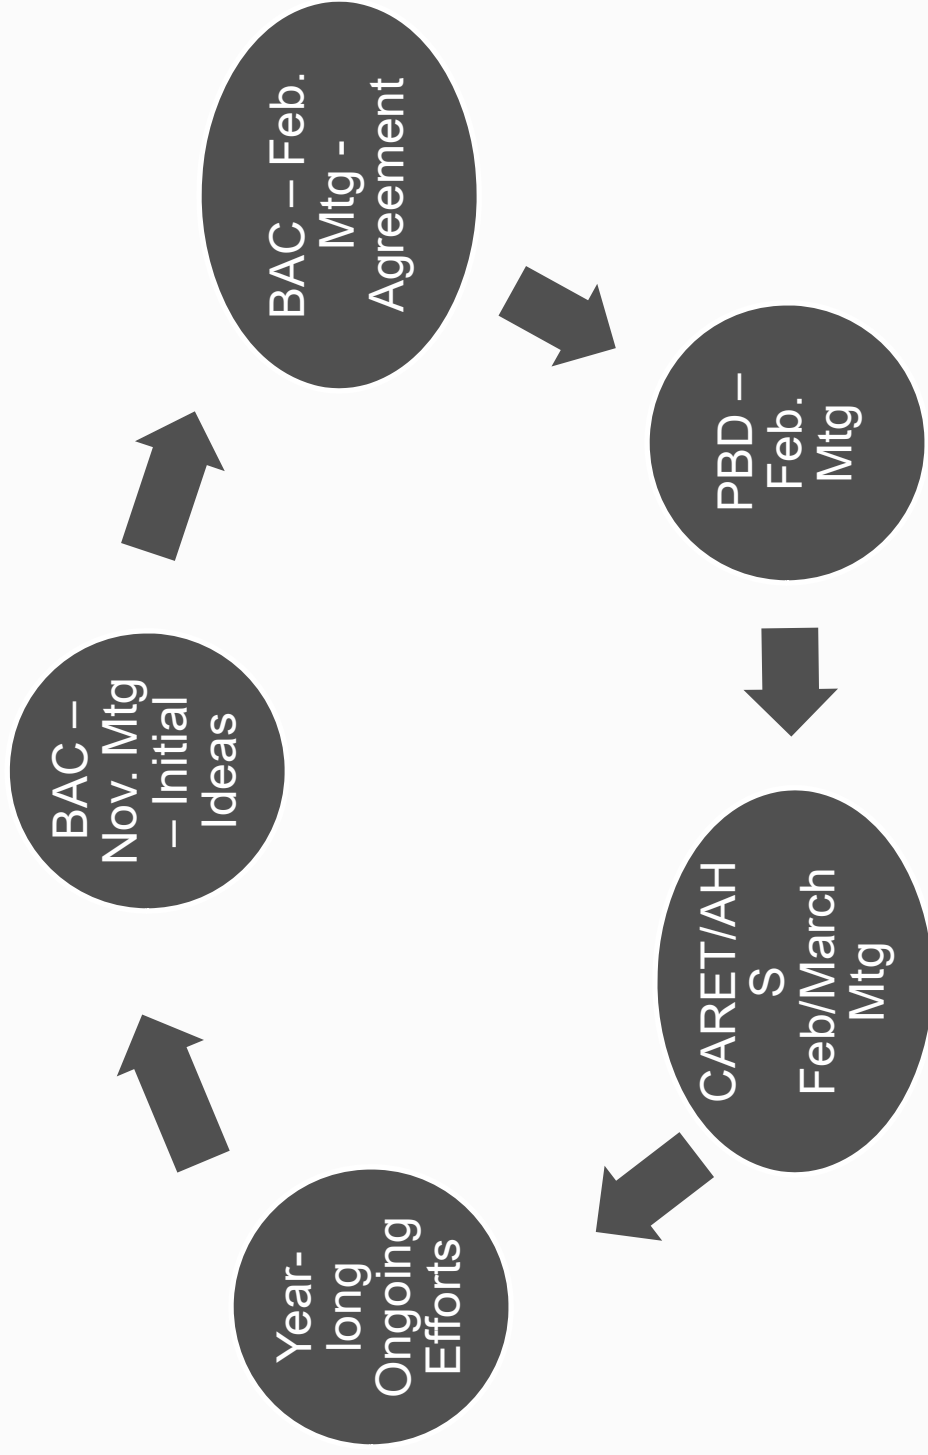 BAC –
Nov. Mtg
– Initial
Ideas
BAC – Feb.
Mtg -
Agreement
PBD –
Feb.
Mtg
CARET/AH
S
Feb/March
Mtg
Year-
long
Ongoing
Efforts